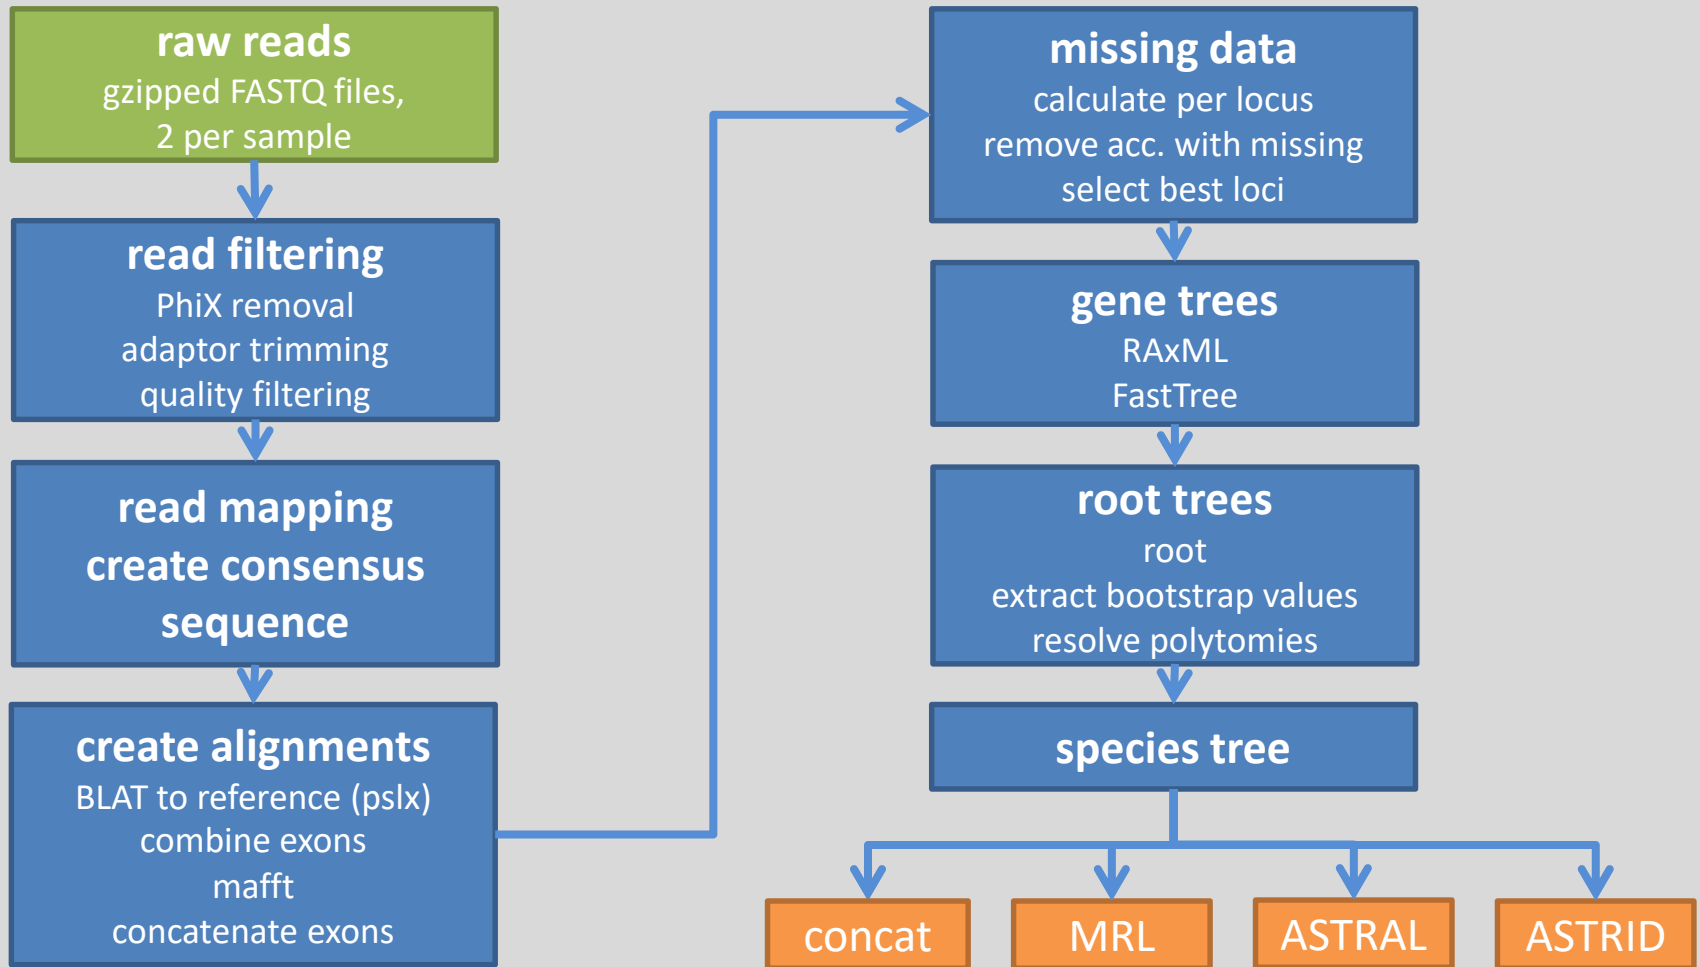 raw reads
gzipped FASTQ files,
2 per sample
read filtering
PhiX removal
adaptor trimming
quality filtering
read mapping
create consensus
sequence
create alignments
BLAT to reference (pslx)
combine exons
mafft
concatenate exons
missing data
calculate per locus
remove acc. with missing
select best loci
gene trees
RAxML
FastTree
root trees
root
extract bootstrap values
resolve polytomies
species tree
concat
MRL
ASTRAL
ASTRID